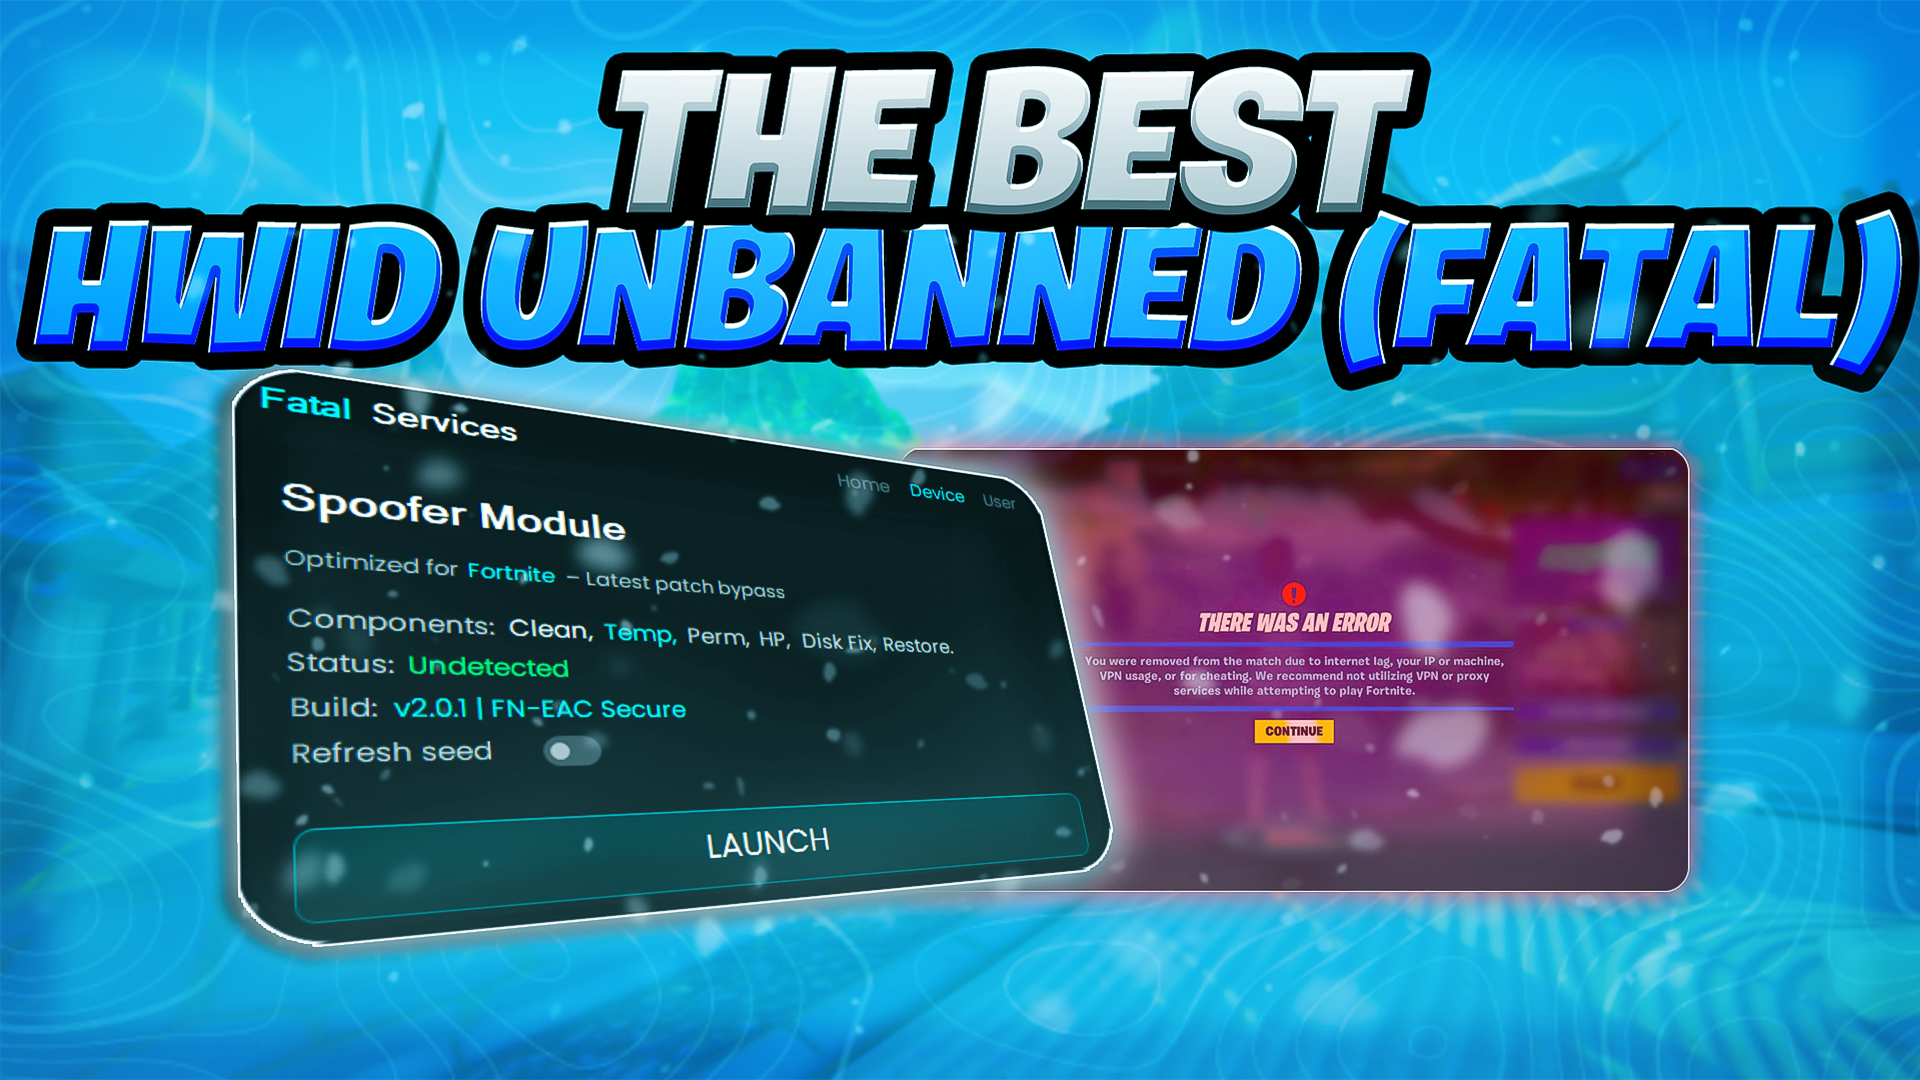 THE BEST
HWID UNBANNED (FATAL)
Fatal Services
Home Device User
Spoofer Module
Optimized for Fortnite – Latest patch bypass
Components: Clean, Temp, Perm, HP, Disk Fix, Restore.
Status: Undetected
Build: v2.0.1 | FN-EAC Secure
Refresh seed
LAUNCH
!
THERE WAS AN ERROR
You were removed from the match due to internet lag, your IP or machine,
VPN usage, or for cheating. We recommend not utilizing VPN or proxy
services while attempting to play Fortnite.
CONTINUE